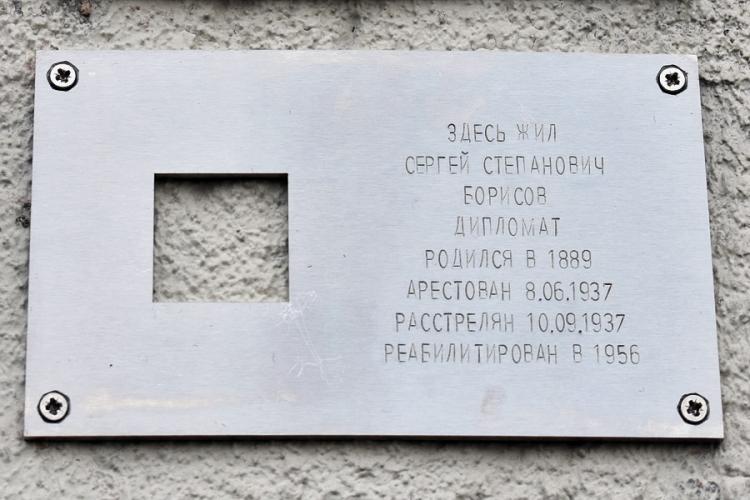 ЗДЕСЬ ЖИЛ
СЕРГЕЙ СТЕПАНОВИЧ
БОРИСОВ
ДИПЛОМАТ
РОДИЛСЯ В 1889
АРЕСТОВАН 8.06.1937
РАССТРЕЛЯН 10.09.1937
РЕАБИЛИТИРОВАН В 1956